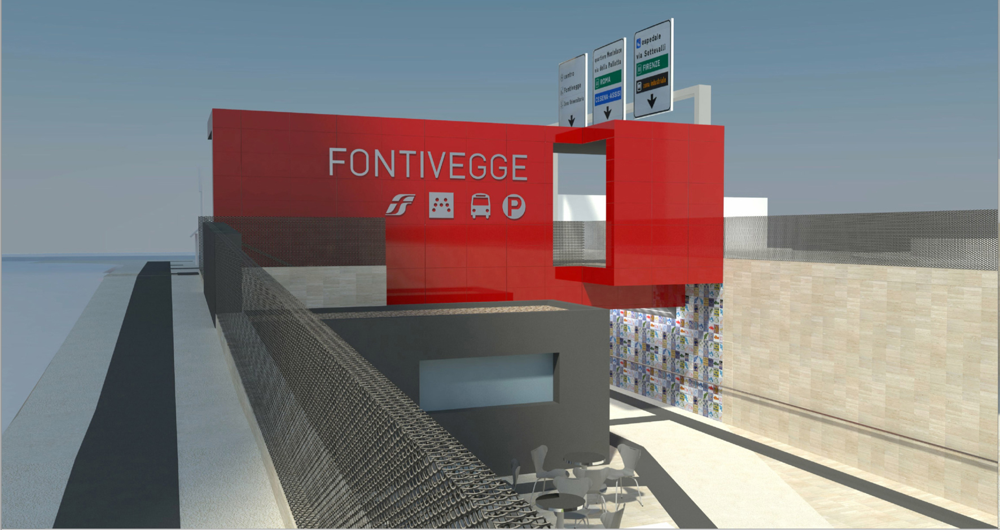 ospedale
via Settevalli
FIRENZE
zona industriale
quartiere Monteluce
via della Pallotta
ROMA
CESENA-ASSISI
centro
Fontivegge
Zona Universitaria
FONTIVEGGE
P